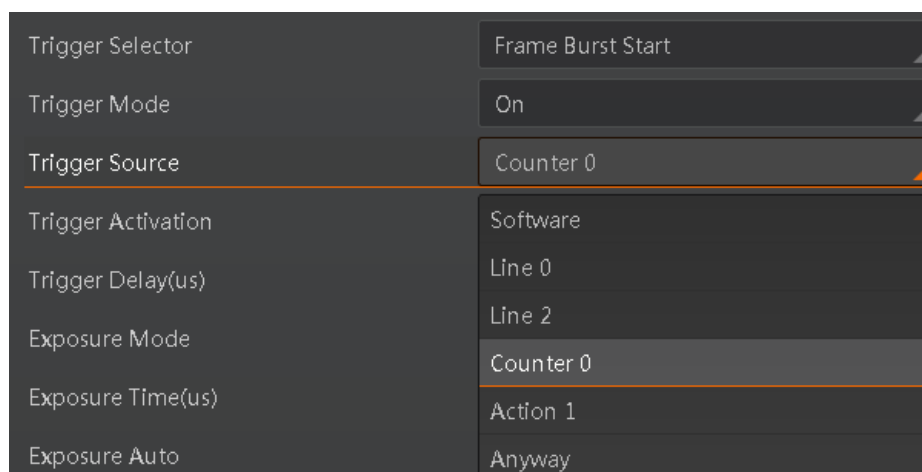 Trigger Selector Frame Burst Start
Trigger Mode On
Trigger Source Counter 0
Trigger Activation Software
Trigger Delay(us) Line 0
Line 2
Exposure Mode
Counter 0
Exposure Time(us)
Action 1
Exposure Auto Anyway